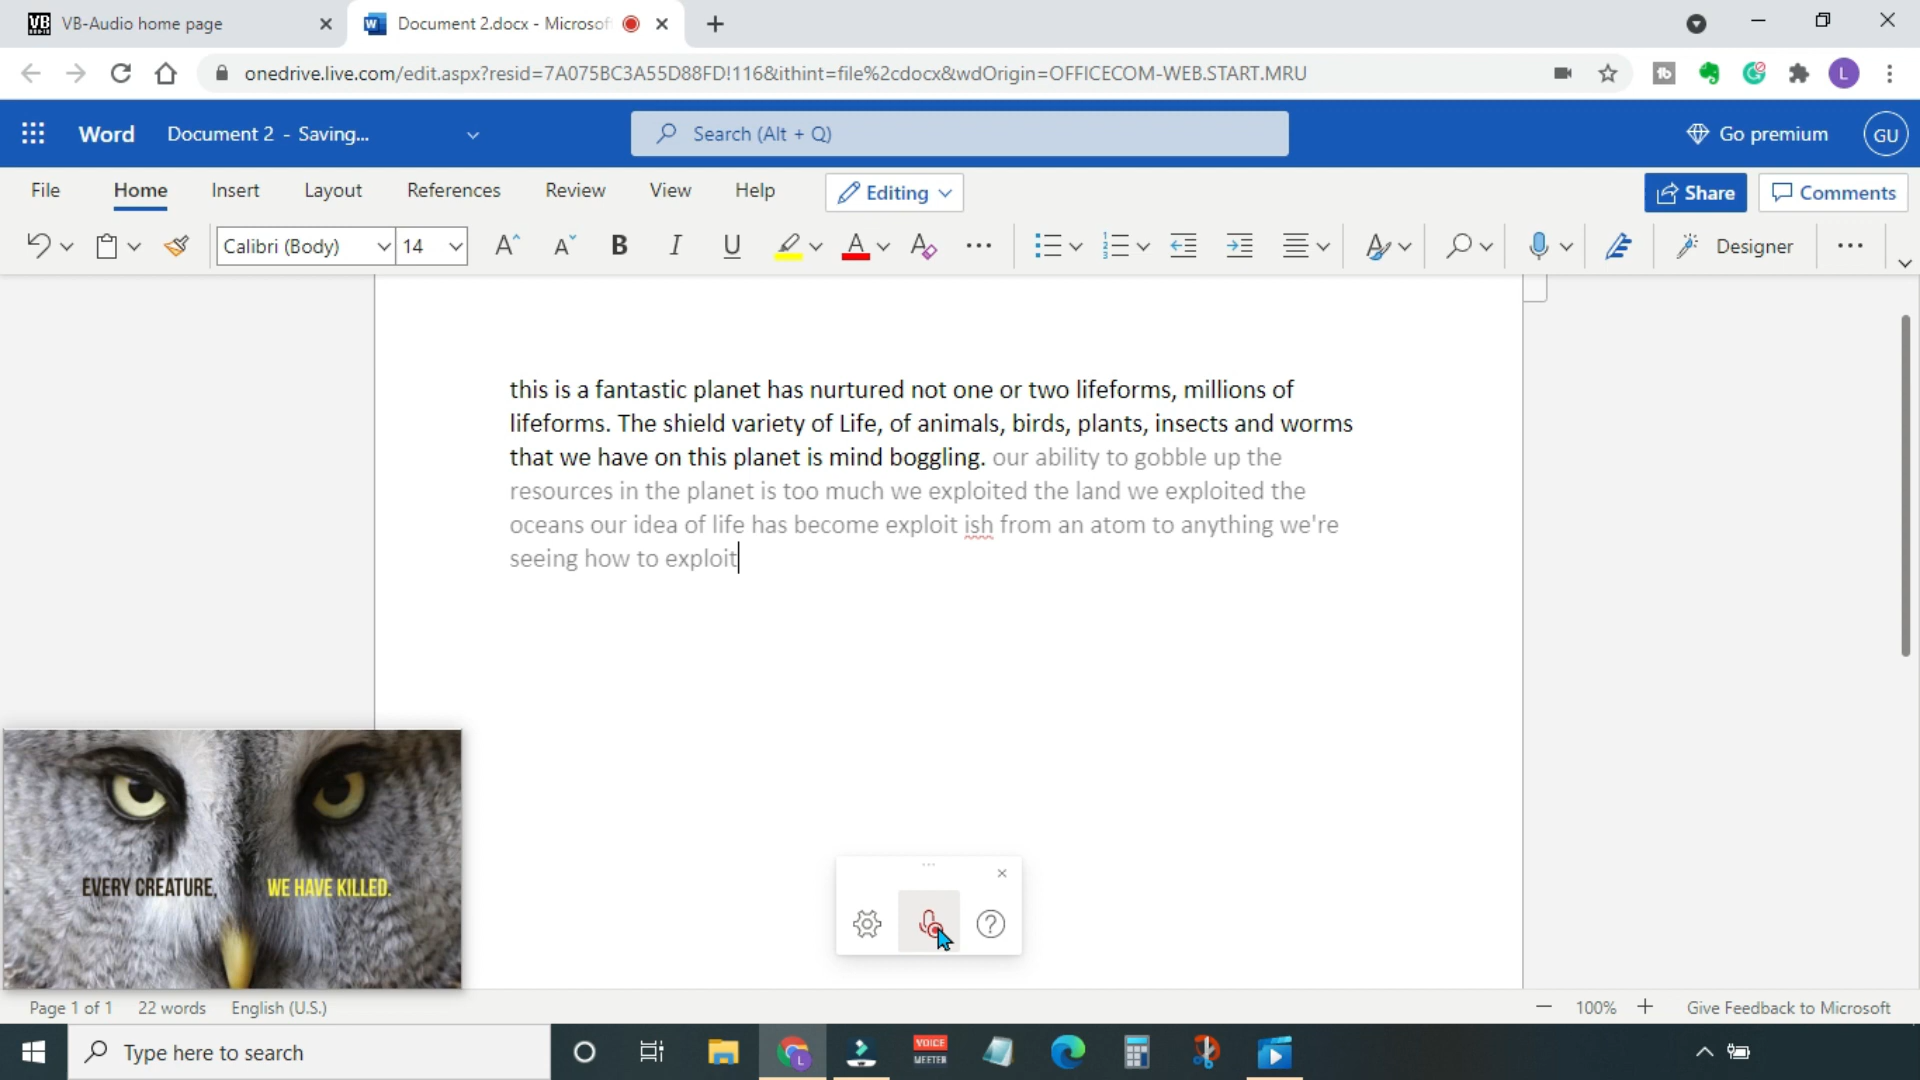 VB-Audio home page
Document 2.docx - Microsof
onedrive.live.com/edit.aspx?resid=7A075BC3A55D88FD!116&ithint=file%2cdocx&wdOrigin=OFFICECOM-WEB.START.MRU
L
Word Document 2 - Saving...
Search (Alt + Q)
Go premium
GU
File Home Insert Layout References Review View Help
Editing
Share
Comments
Calibri (Body) 14
Designer
this is a fantastic planet has nurtured not one or two lifeforms, millions of
lifeforms. The shield variety of Life, of animals, birds, plants, insects and worms
that we have on this planet is mind boggling. our ability to gobble up the
resources in the planet is too much we exploited the land we exploited the
oceans our idea of life has become exploit ish from an atom to anything we're
seeing how to exploit
EVERY CREATURE, WE HAVE KILLED.
Page 1 of 1 22 words English (U.S.)
100%
Give Feedback to Microsoft
Type here to search
VOICE
MEETER